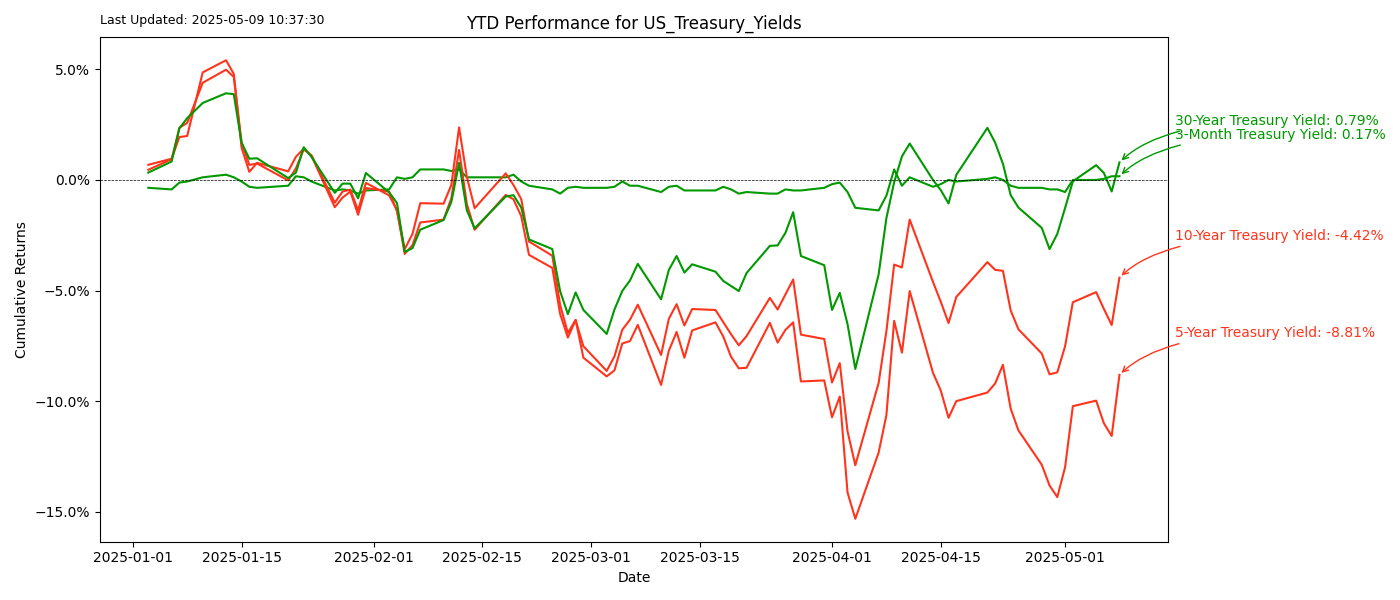 Last Updated: 2025-05-09 10:37:30
YTD Performance for US_Treasury_Yields
Cumulative Returns
5.0%
0.0%
−5.0%
−10.0%
−15.0%
30-Year Treasury Yield: 0.79%
3-Month Treasury Yield: 0.17%
10-Year Treasury Yield: -4.42%
5-Year Treasury Yield: -8.81%
2025-01-01
2025-01-15
2025-02-01
2025-02-15
2025-03-01
2025-03-15
2025-04-01
2025-04-15
2025-05-01
Date